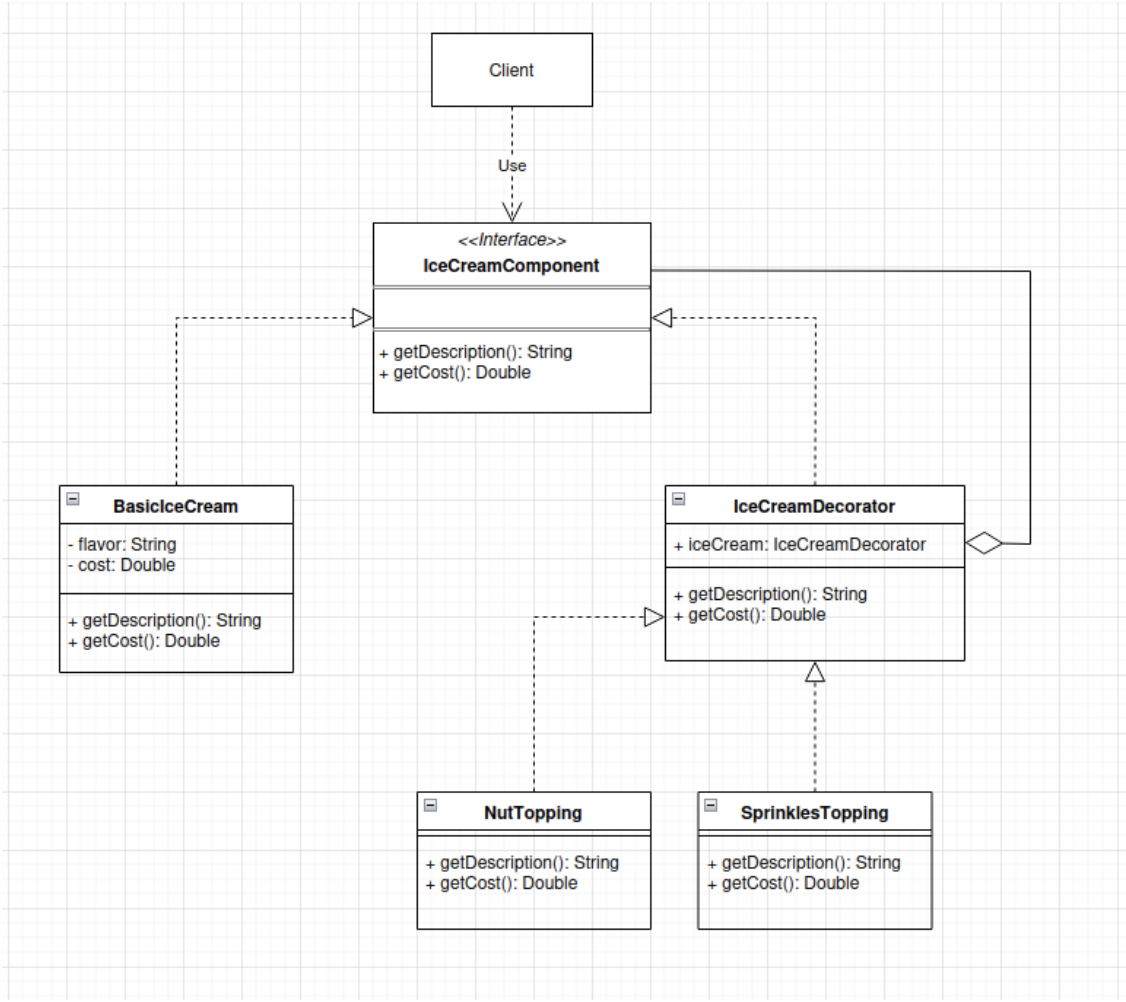 Client
Use
<<Interface>>
IceCreamComponent
+ getDescription(): String
+ getCost(): Double
BasicIceCream
- flavor: String
- cost: Double
+ getDescription(): String
+ getCost(): Double
IceCreamDecorator
+ iceCream: IceCreamDecorator
+ getDescription(): String
+ getCost(): Double
NutTopping
+ getDescription(): String
+ getCost(): Double
SprinklesTopping
+ getDescription(): String
+ getCost(): Double